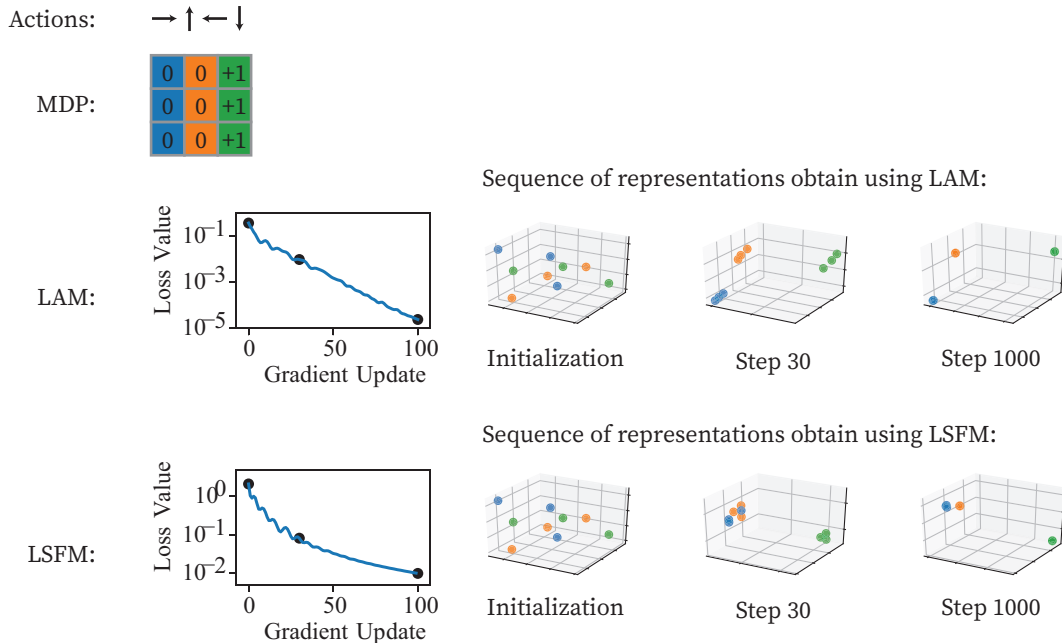 Actions:
MDP:
0 0 +1
0 0 +1
0 0 +1
Sequence of representations obtain using LAM:
LAM:
Loss Value
10^-1
10^-3
10^-5
0 50 100
Gradient Update
Initialization
Step 30
Step 1000
Sequence of representations obtain using LSFM:
LSFM:
Loss Value
10^0
10^-1
10^-2
0 50 100
Gradient Update
Initialization
Step 30
Step 1000